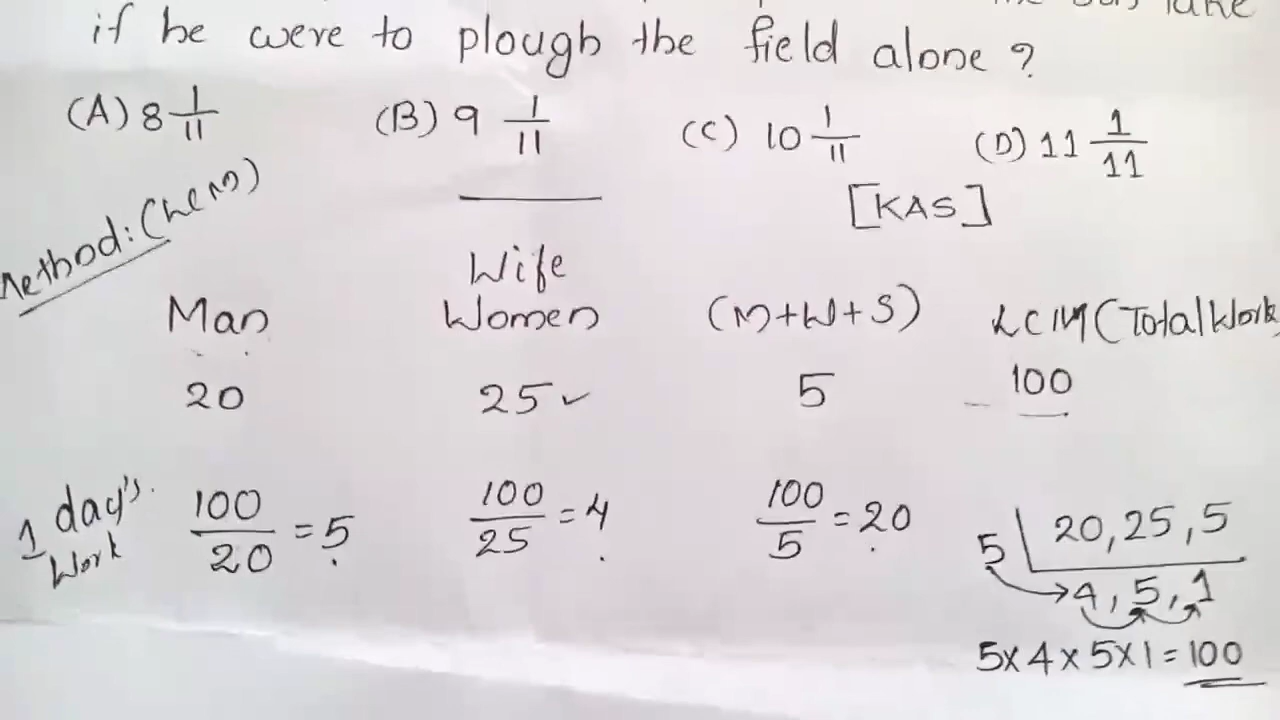 if he were to plough the field alone ?
(A) 8 1/11 (B) 9 1/11 (C) 10 1/11 (D) 11 1/11
[KAS]
Method: (LCM)
Wife
Man Women (M+W+S) LCM (Total Work
20 25 ✓ 5 100
1 day's Work 100/20 = 5 100/25 = 4 100/5 = 20
5 | 20, 25, 5
4, 5, 1
5 x 4 x 5 x 1 = 100